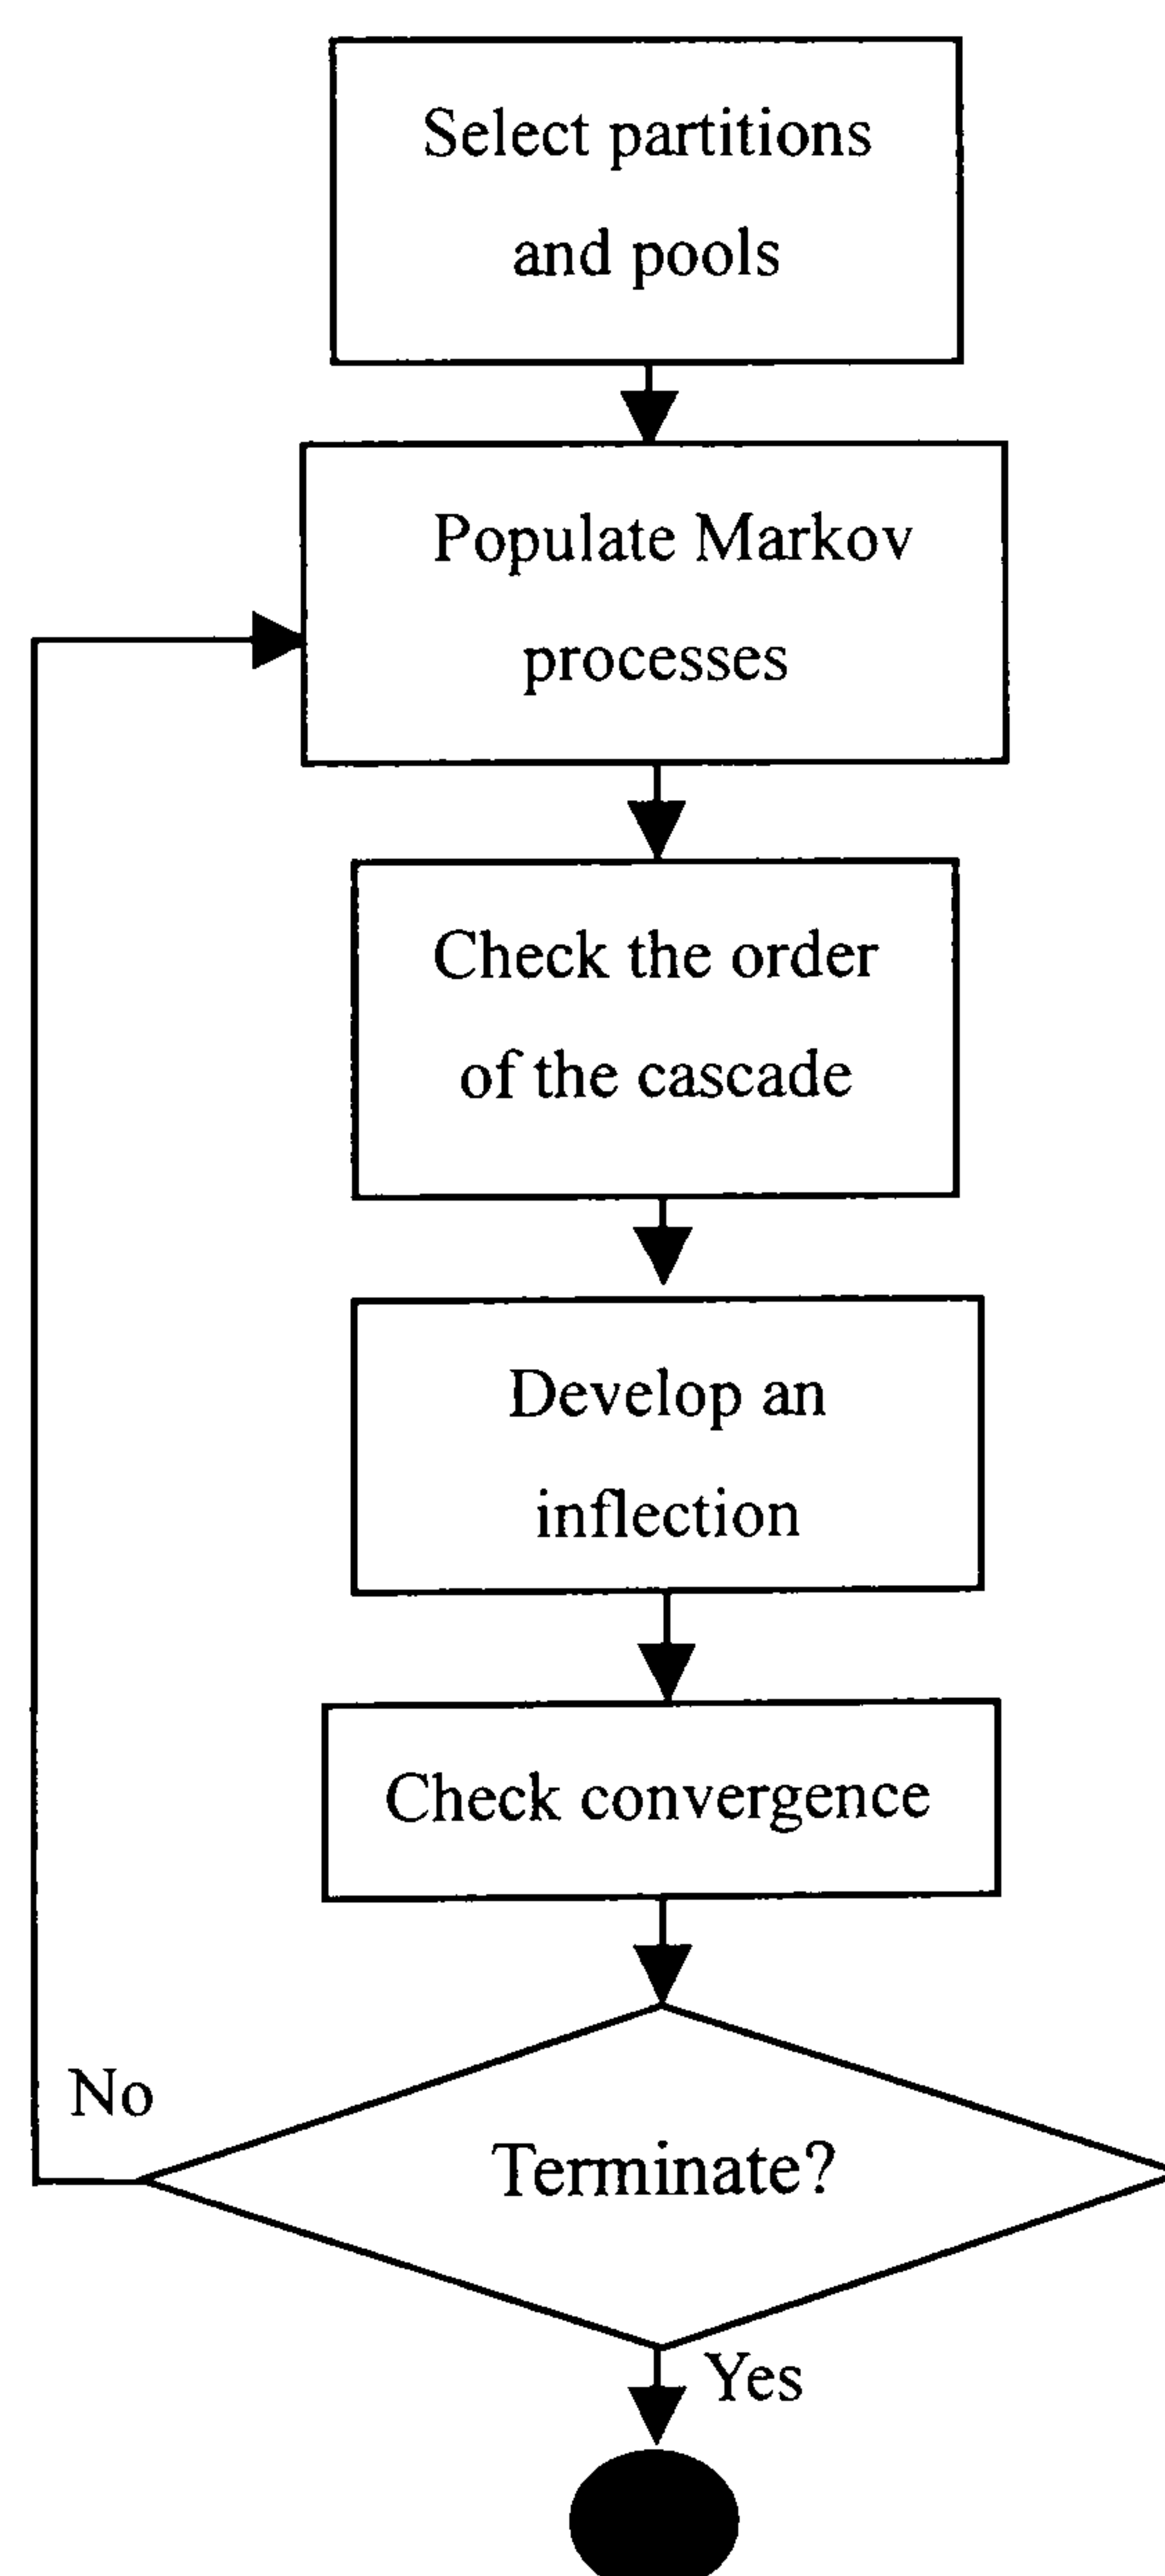 Select partitions
and pools
Populate Markov
processes
Check the order
of the cascade
Develop an
inflection
Check convergence
No
Terminate?
Yes